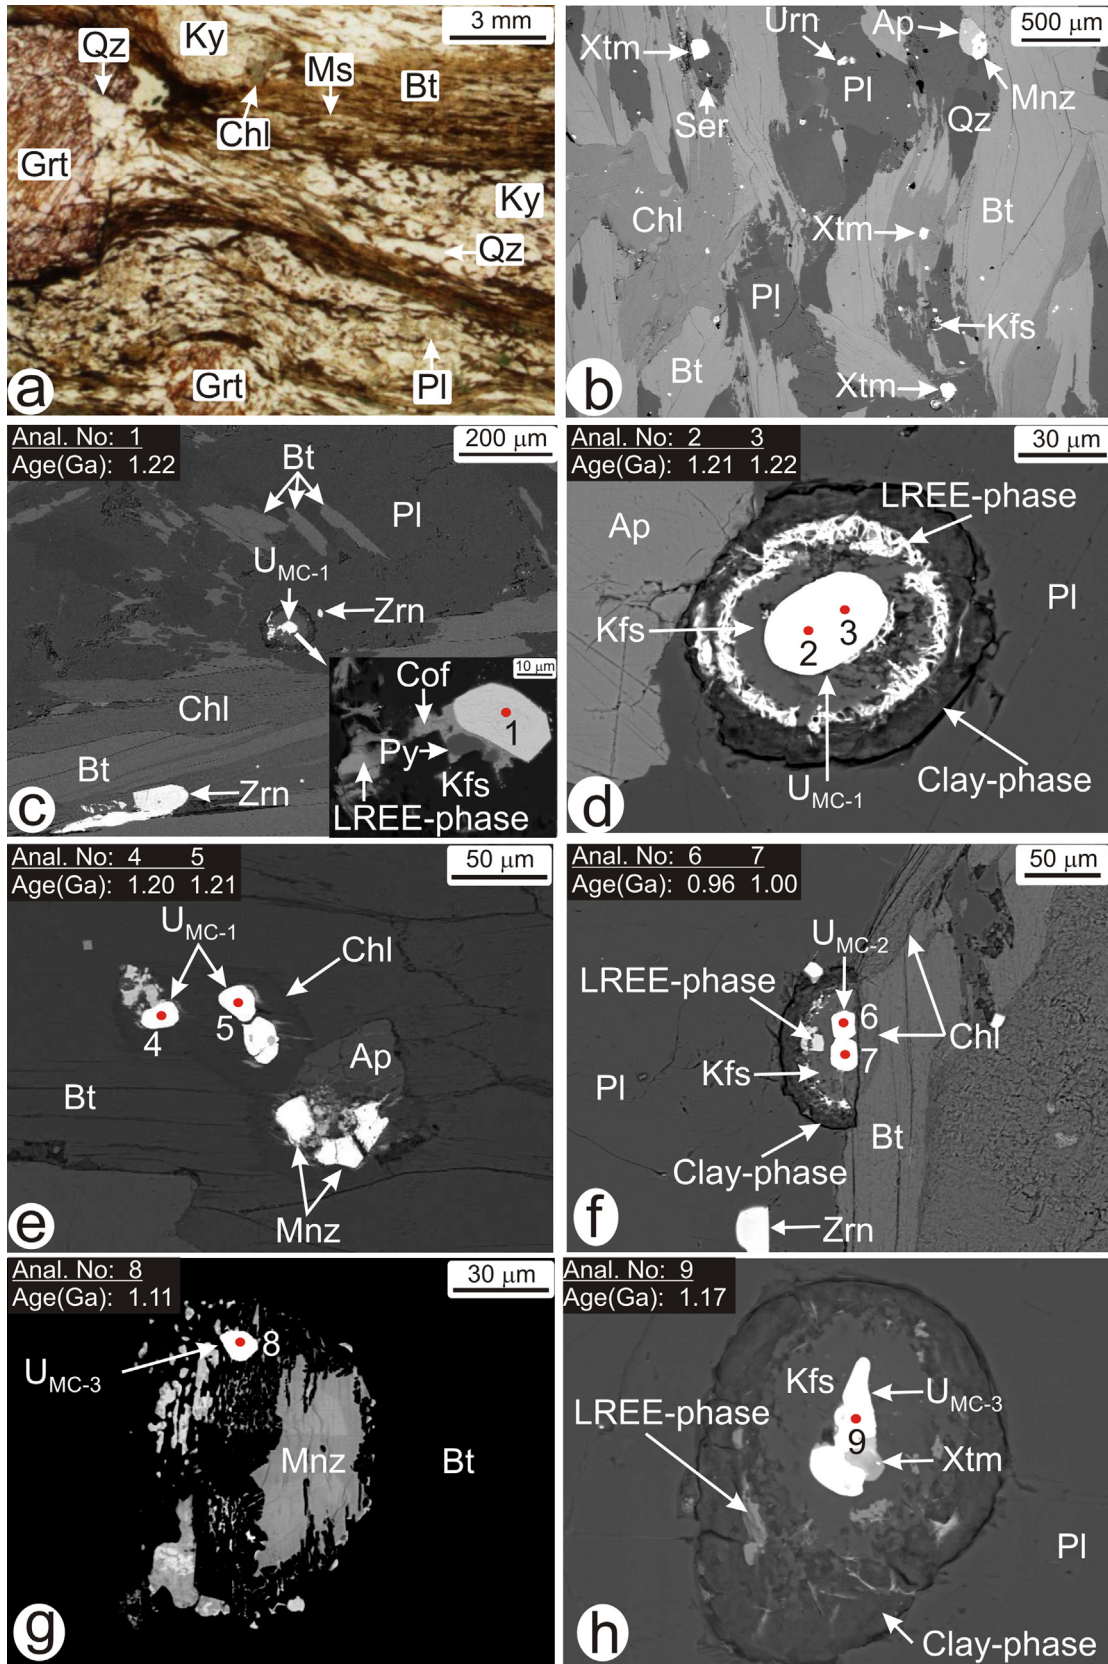 3 mm
Ky
Qz
Ms
Bt
Chl
Grt
Ky
Qz
Grt
Pl
a
Urn
Ap
500 μm
Xtm
Pl
Mnz
Ser
Qz
Chl
Bt
Xtm
Pl
Kfs
Bt
Xtm
b
Anal. No: 1
Age(Ga): 1.22
200 μm
Bt
Pl
UMC-1
Zrn
10 μm
Cof
Chl
1
Py
Bt
Kfs
Zrn
LREE-phase
c
Anal. No: 2 3
Age(Ga): 1.21 1.22
30 μm
LREE-phase
Ap
Pl
Kfs
3
2
Clay-phase
UMC-1
d
Anal. No: 4 5
Age(Ga): 1.20 1.21
50 μm
UMC-1
Chl
4
5
Ap
Bt
Mnz
e
Anal. No: 6 7
Age(Ga): 0.96 1.00
50 μm
UMC-2
LREE-phase
6
Chl
7
Kfs
Pl
Bt
Clay-phase
Zrn
f
Anal. No: 8
Age(Ga): 1.11
30 μm
8
UMC-3
Mnz
Bt
g
Anal. No: 9
Age(Ga): 1.17
30 μm
Kfs
UMC-3
LREE-phase
9
Xtm
Pl
Clay-phase
h